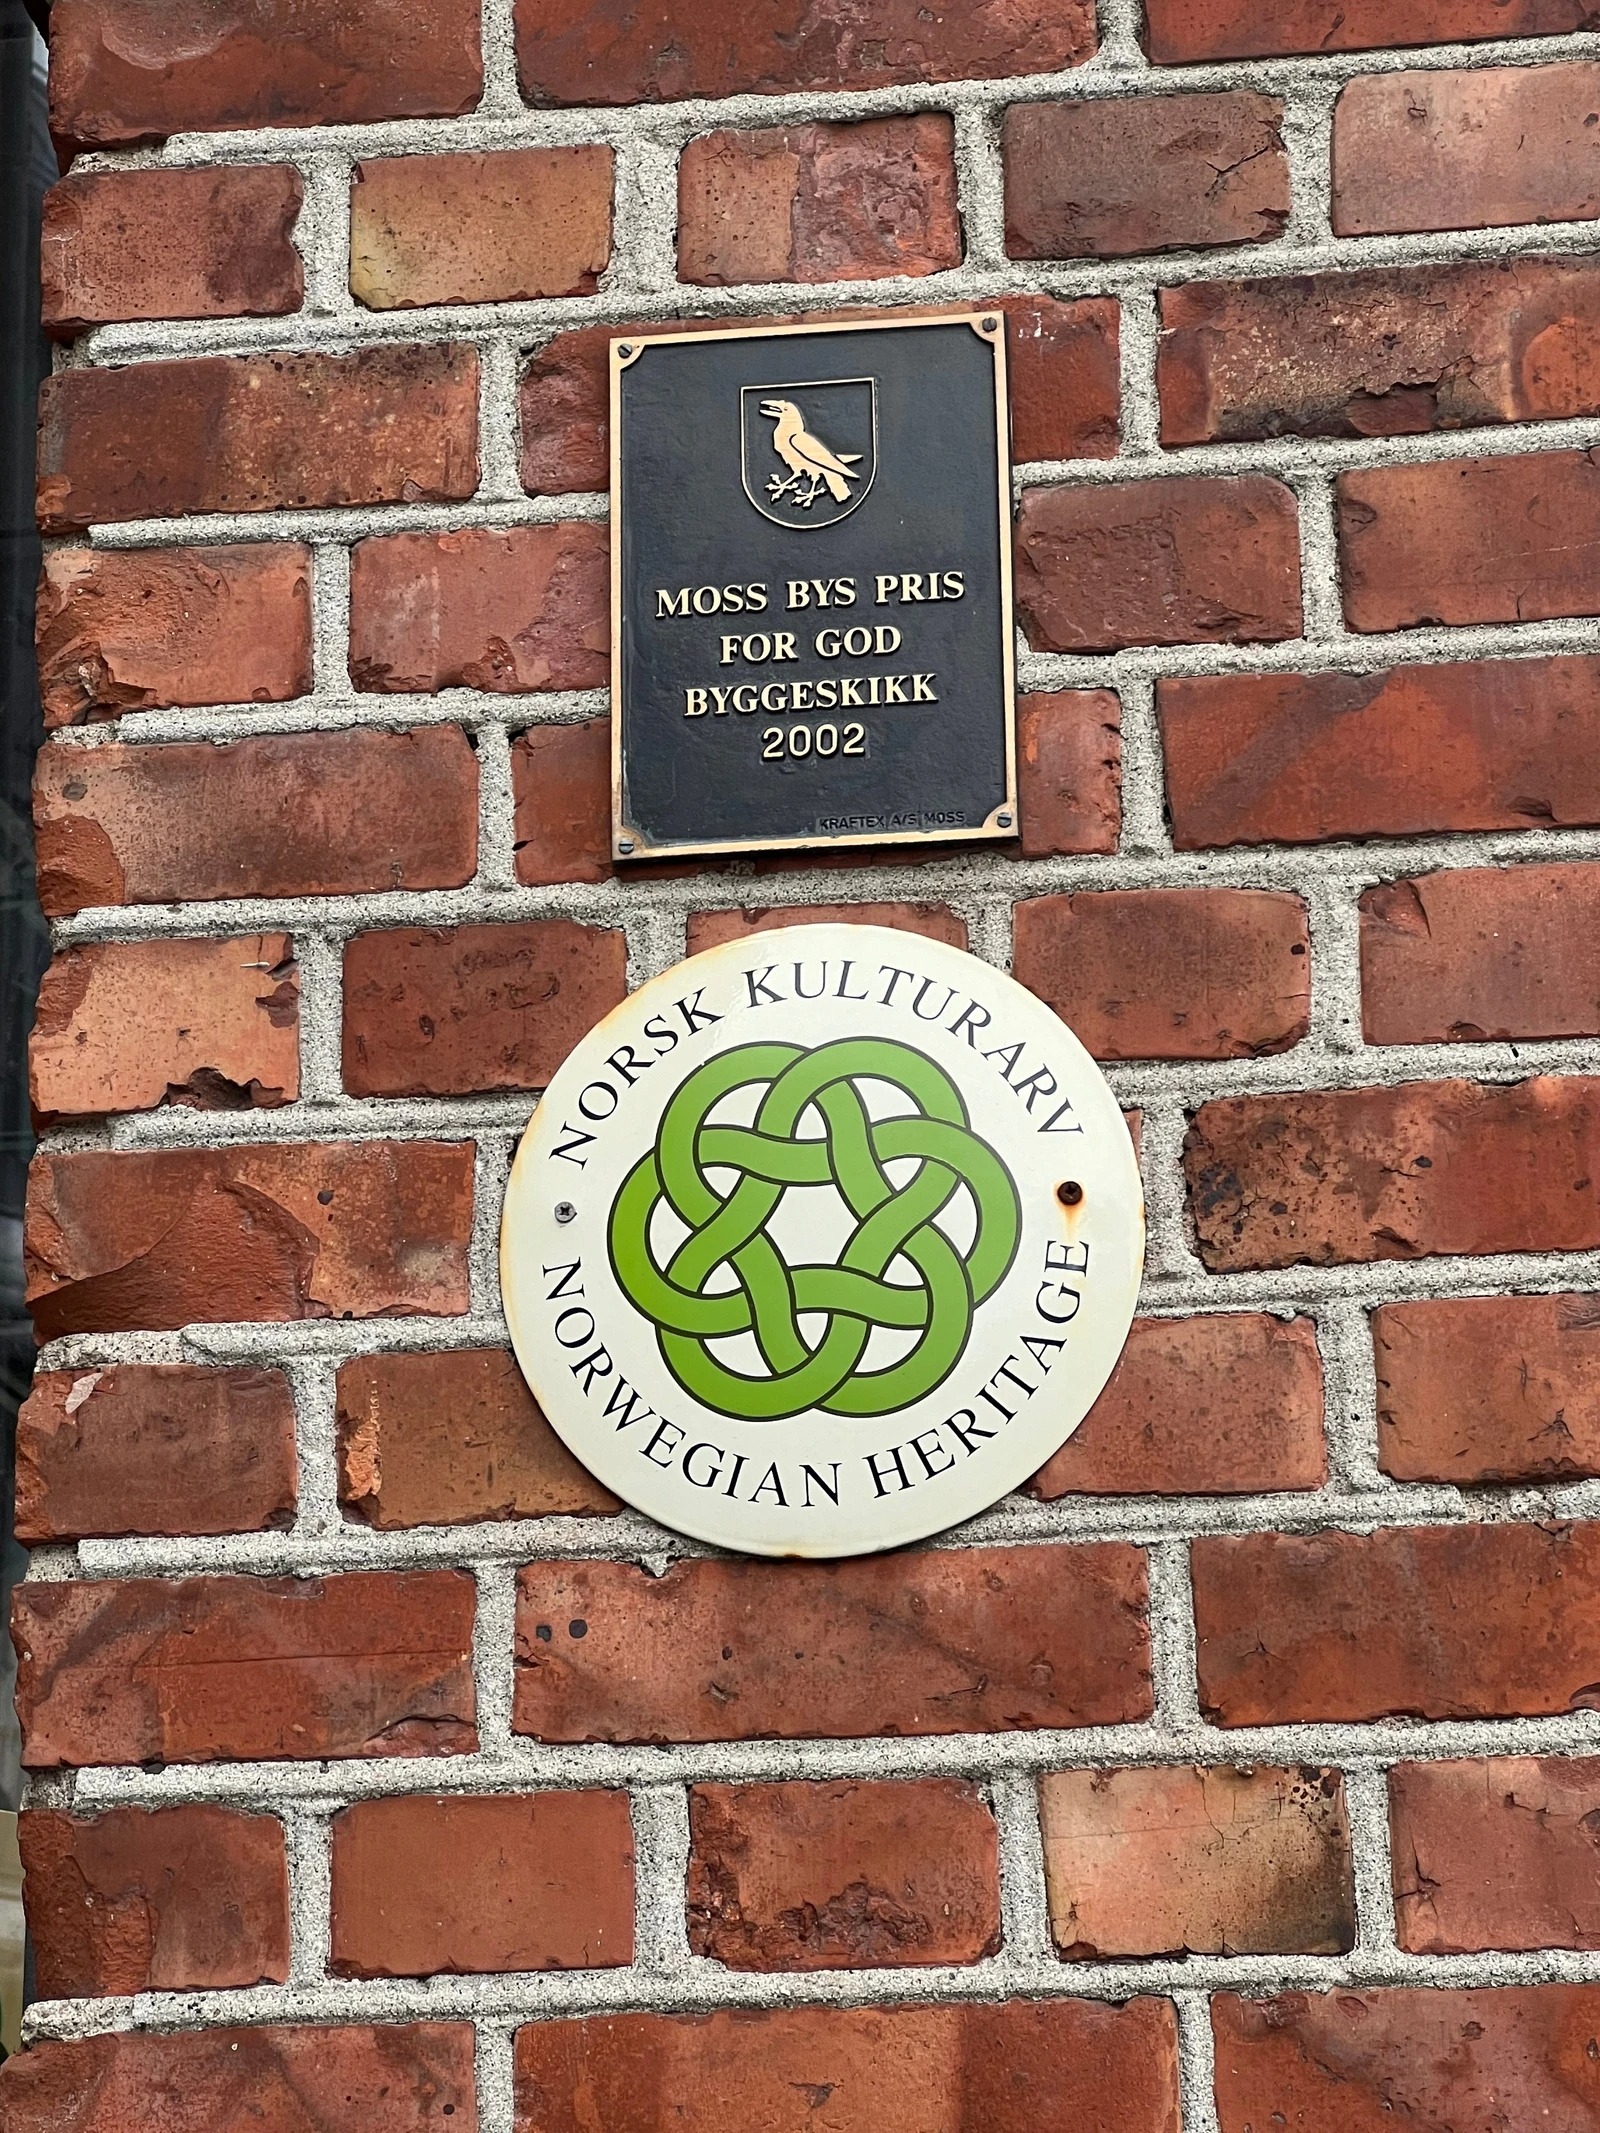 MOSS BYS PRIS
FOR GOD
BYGGESKIKK
2002
KRAFTEX A/S MOSS
NORSK KULTURARV
NORWEGIAN HERITAGE